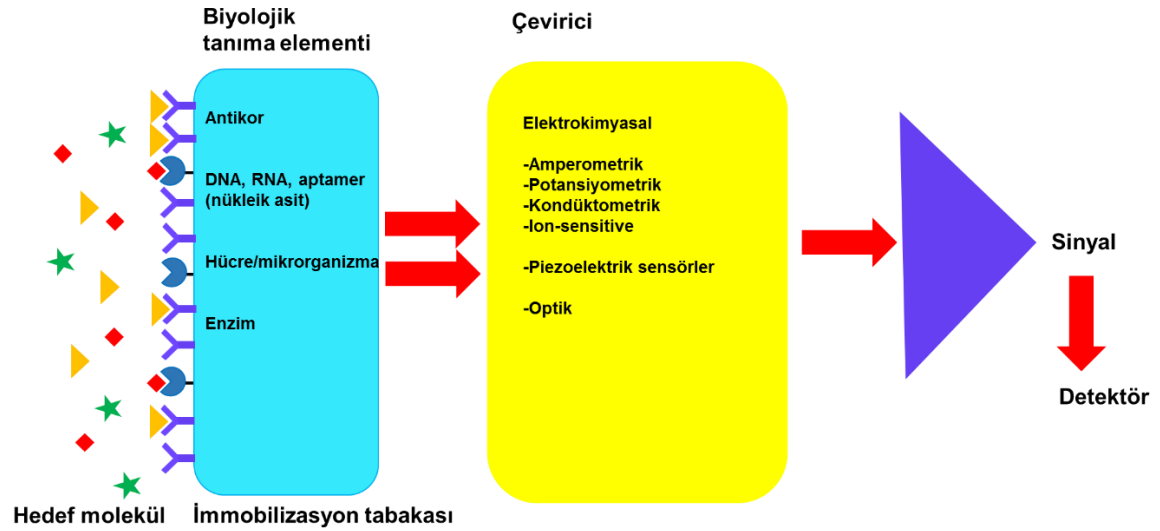 Biyolojik
tanıma elementi
Çevirici
Antikor
DNA, RNA, aptamer
(nükleik asit)
Hücre/mikrorganizma
Enzim
Elektrokimyasal
-Amperometrik
-Potansiyometrik
-Kondüktometrik
-Ion-sensitive
-Piezoelektrik sensörler
-Optik
Sinyal
Detektör
Hedef molekül
İmmobilizasyon tabakası